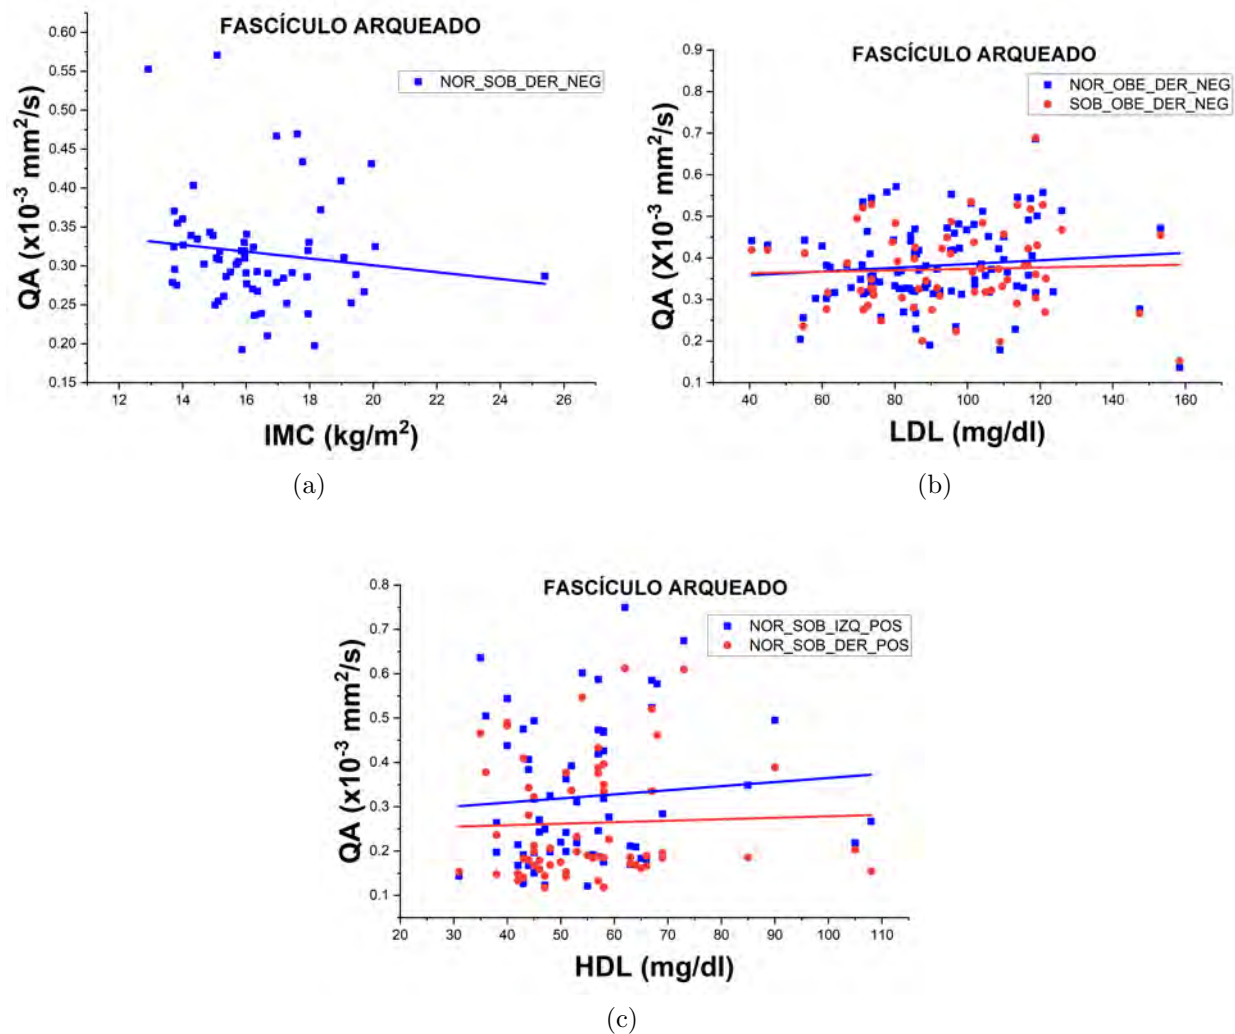 FASCÍCULO ARQUEADO
NOR_SOB_DER_NEG
QA (x10⁻³ mm²/s)
0.60
0.55
0.50
0.45
0.40
0.35
0.30
0.25
0.20
0.15
12 14 16 18 20 22 24 26
IMC (kg/m²)
(a)
FASCÍCULO ARQUEADO
NOR_OBE_DER_NEG
SOB_OBE_DER_NEG
QA (X10⁻³ mm²/s)
0.9
0.8
0.7
0.6
0.5
0.4
0.3
0.2
0.1
40 60 80 100 120 140 160
LDL (mg/dl)
(b)
FASCÍCULO ARQUEADO
NOR_SOB_IZQ_POS
NOR_SOB_DER_POS
QA (x10⁻³ mm²/s)
0.8
0.7
0.6
0.5
0.4
0.3
0.2
0.1
20 30 40 50 60 70 80 90 100 110
HDL (mg/dl)
(c)